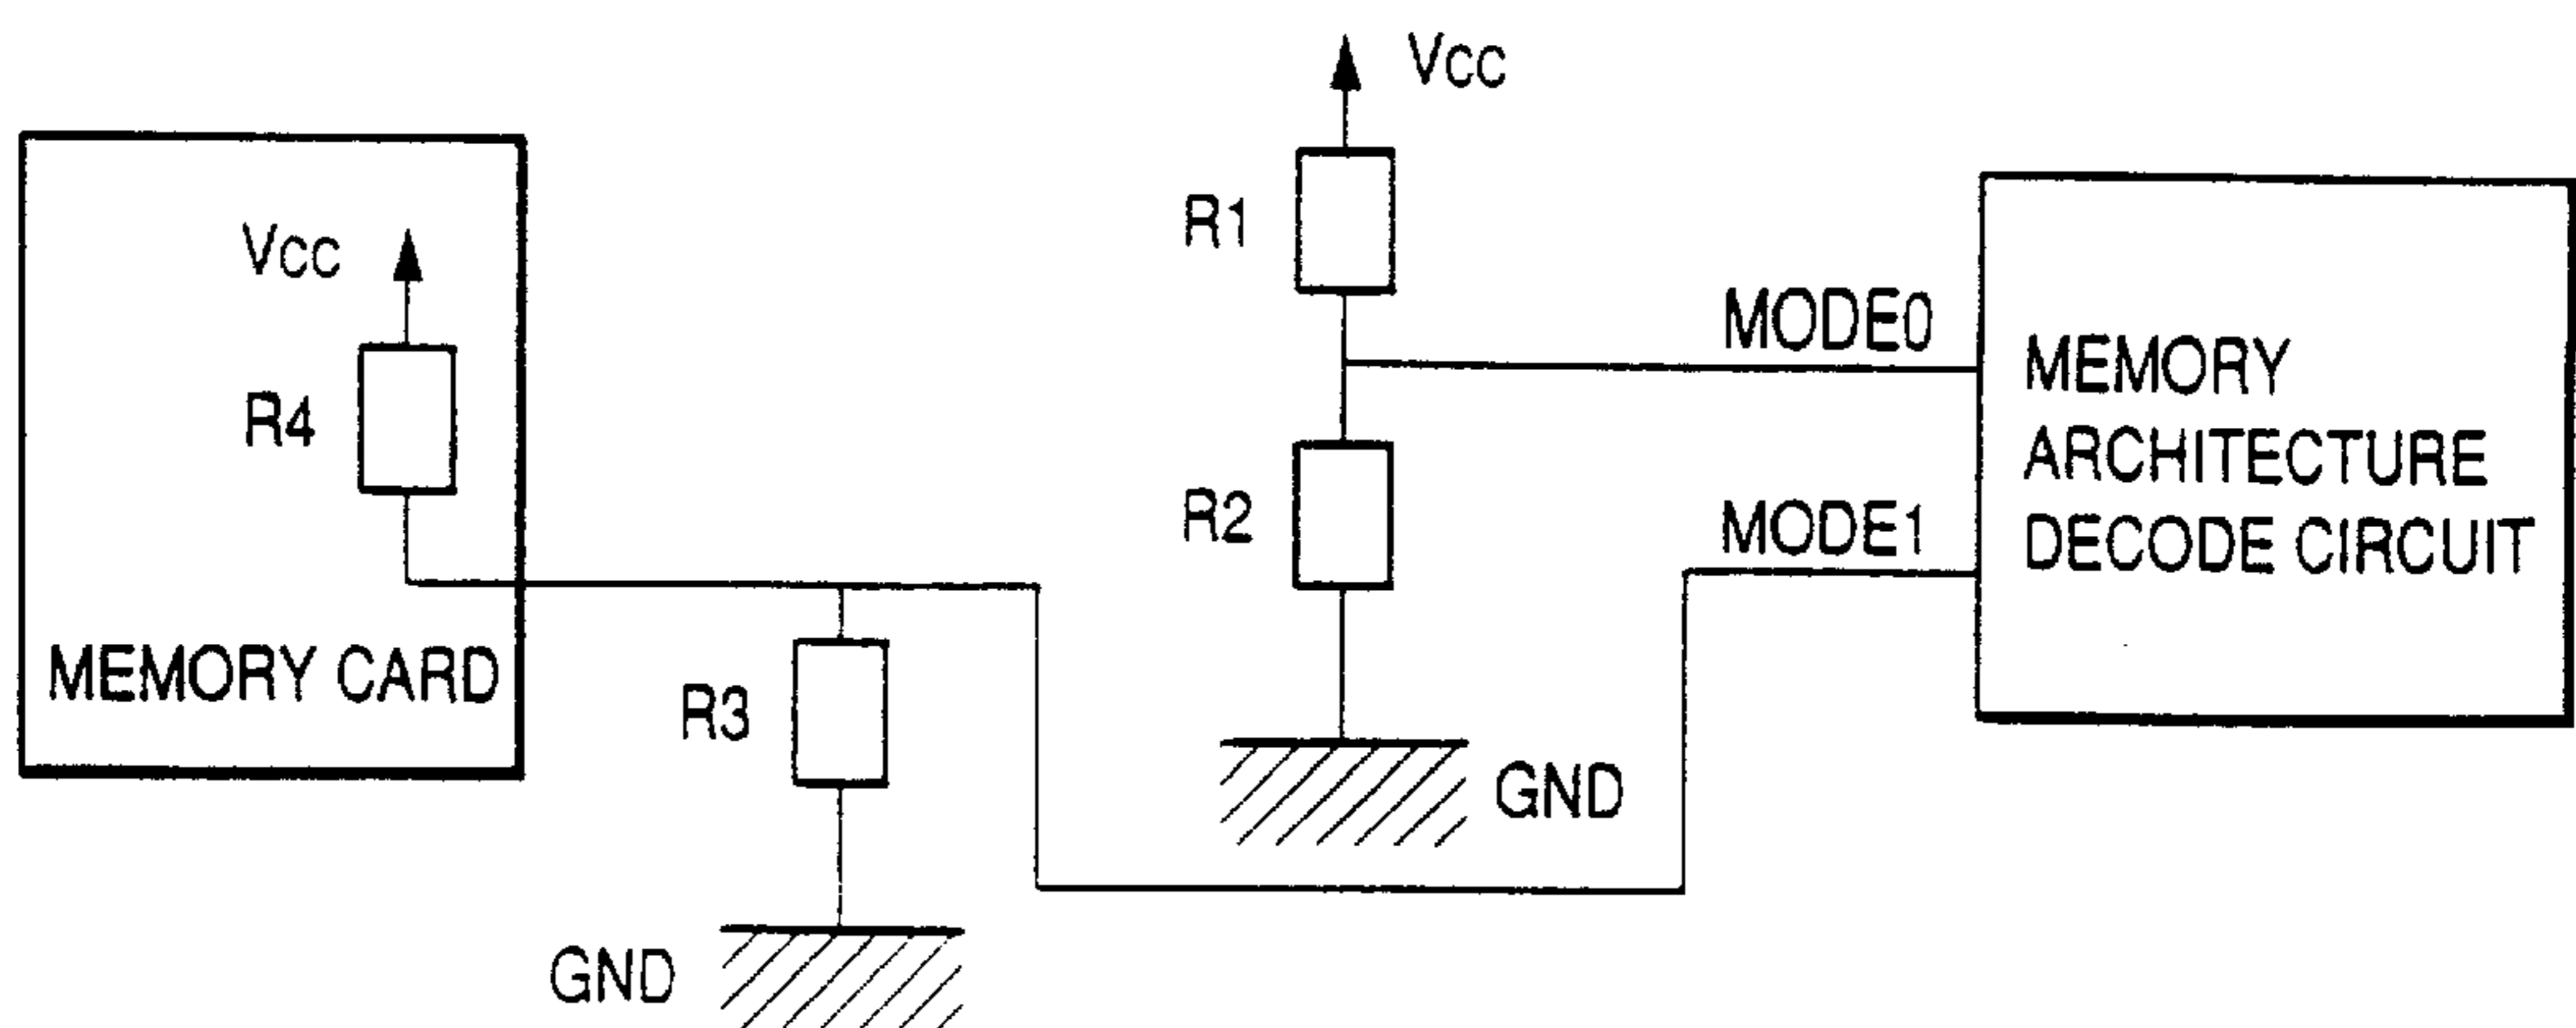 Vcc
R1
Vcc
R4
MEMORY CARD
R3
GND
R2
GND
MODE0
MODE1
MEMORY
ARCHITECTURE
DECODE CIRCUIT